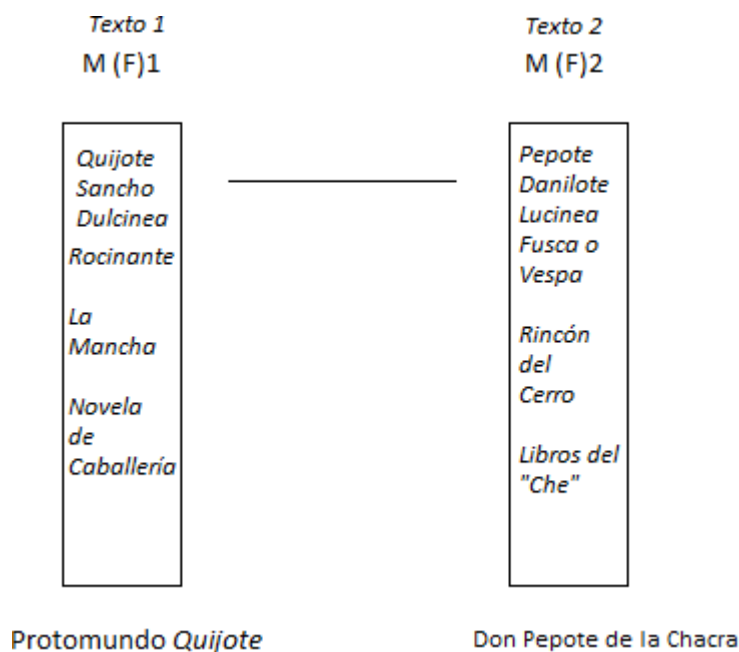 Texto 1
M (F)1
Quijote
Sancho
Dulcinea
Rocinante
La
Mancha
Novela
de
Caballería
Protomundo Quijote
Texto 2
M (F)2
Pepote
Danilote
Lucinea
Fusca o
Vespa
Rincón
del
Cerro
Libros del
"Che"
Don Pepote de la Chacra